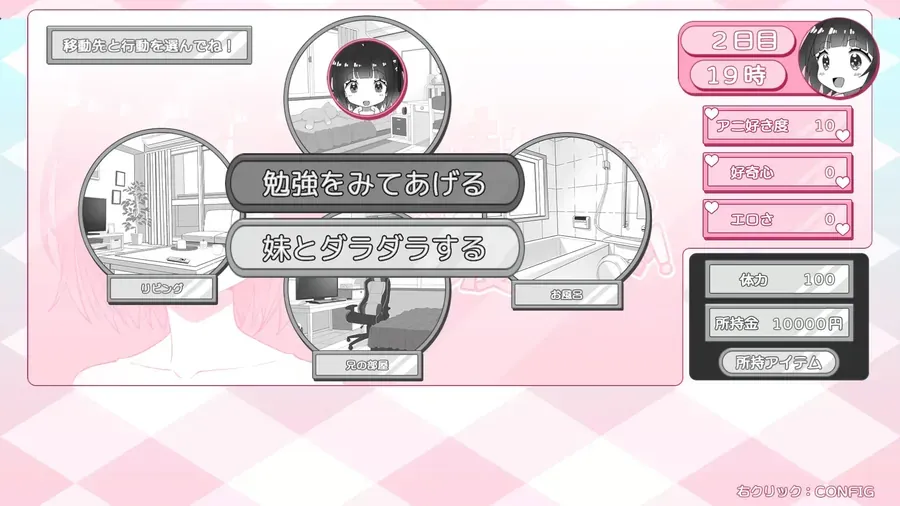 移動先と行動を選んでね！
2日目
19時
アニ好き度 10
好奇心 0
エロさ 0
勉強をみてあげる
妹とダラダラする
リビング
お風呂
兄の部屋
体力 100
所持金 10000円
所持アイテム
右クリック：CONFIG